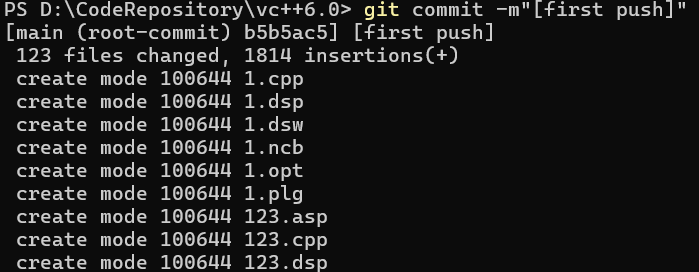 PS D:\CodeRepository\vc++6.0> git commit -m"[first push]"
[main (root-commit) b5b5ac5] [first push]
 123 files changed, 1814 insertions(+)
 create mode 100644 1.cpp
 create mode 100644 1.dsp
 create mode 100644 1.dsw
 create mode 100644 1.ncb
 create mode 100644 1.opt
 create mode 100644 1.plg
 create mode 100644 123.asp
 create mode 100644 123.cpp
 create mode 100644 123.dsp